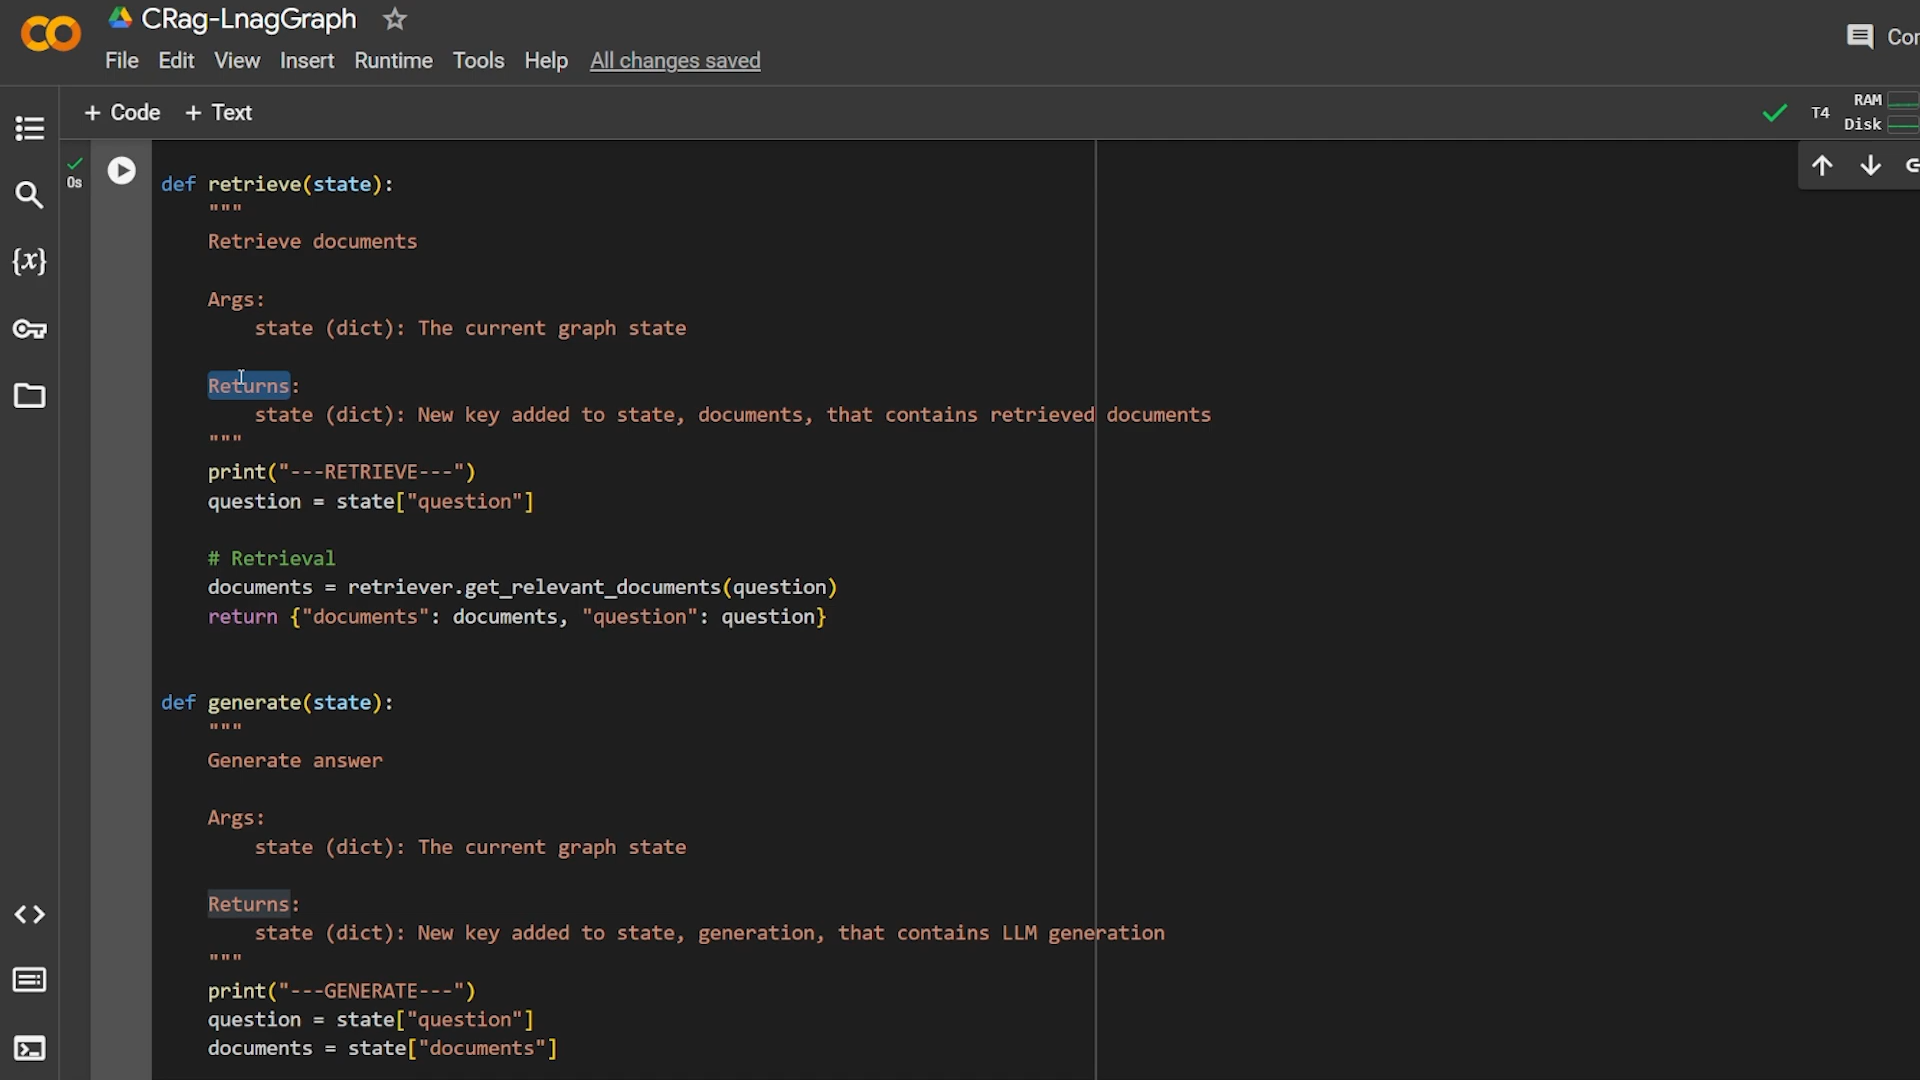 CRag-LnagGraph
File Edit View Insert Runtime Tools Help All changes saved
+ Code + Text
T4 RAM
Disk
0s
def retrieve(state):
"""
Retrieve documents
Args:
state (dict): The current graph state
Returns:
state (dict): New key added to state, documents, that contains retrieved documents
"""
print("---RETRIEVE---")
question = state["question"]
# Retrieval
documents = retriever.get_relevant_documents(question)
return {"documents": documents, "question": question}
def generate(state):
"""
Generate answer
Args:
state (dict): The current graph state
Returns:
state (dict): New key added to state, generation, that contains LLM generation
"""
print("---GENERATE---")
question = state["question"]
documents = state["documents"]